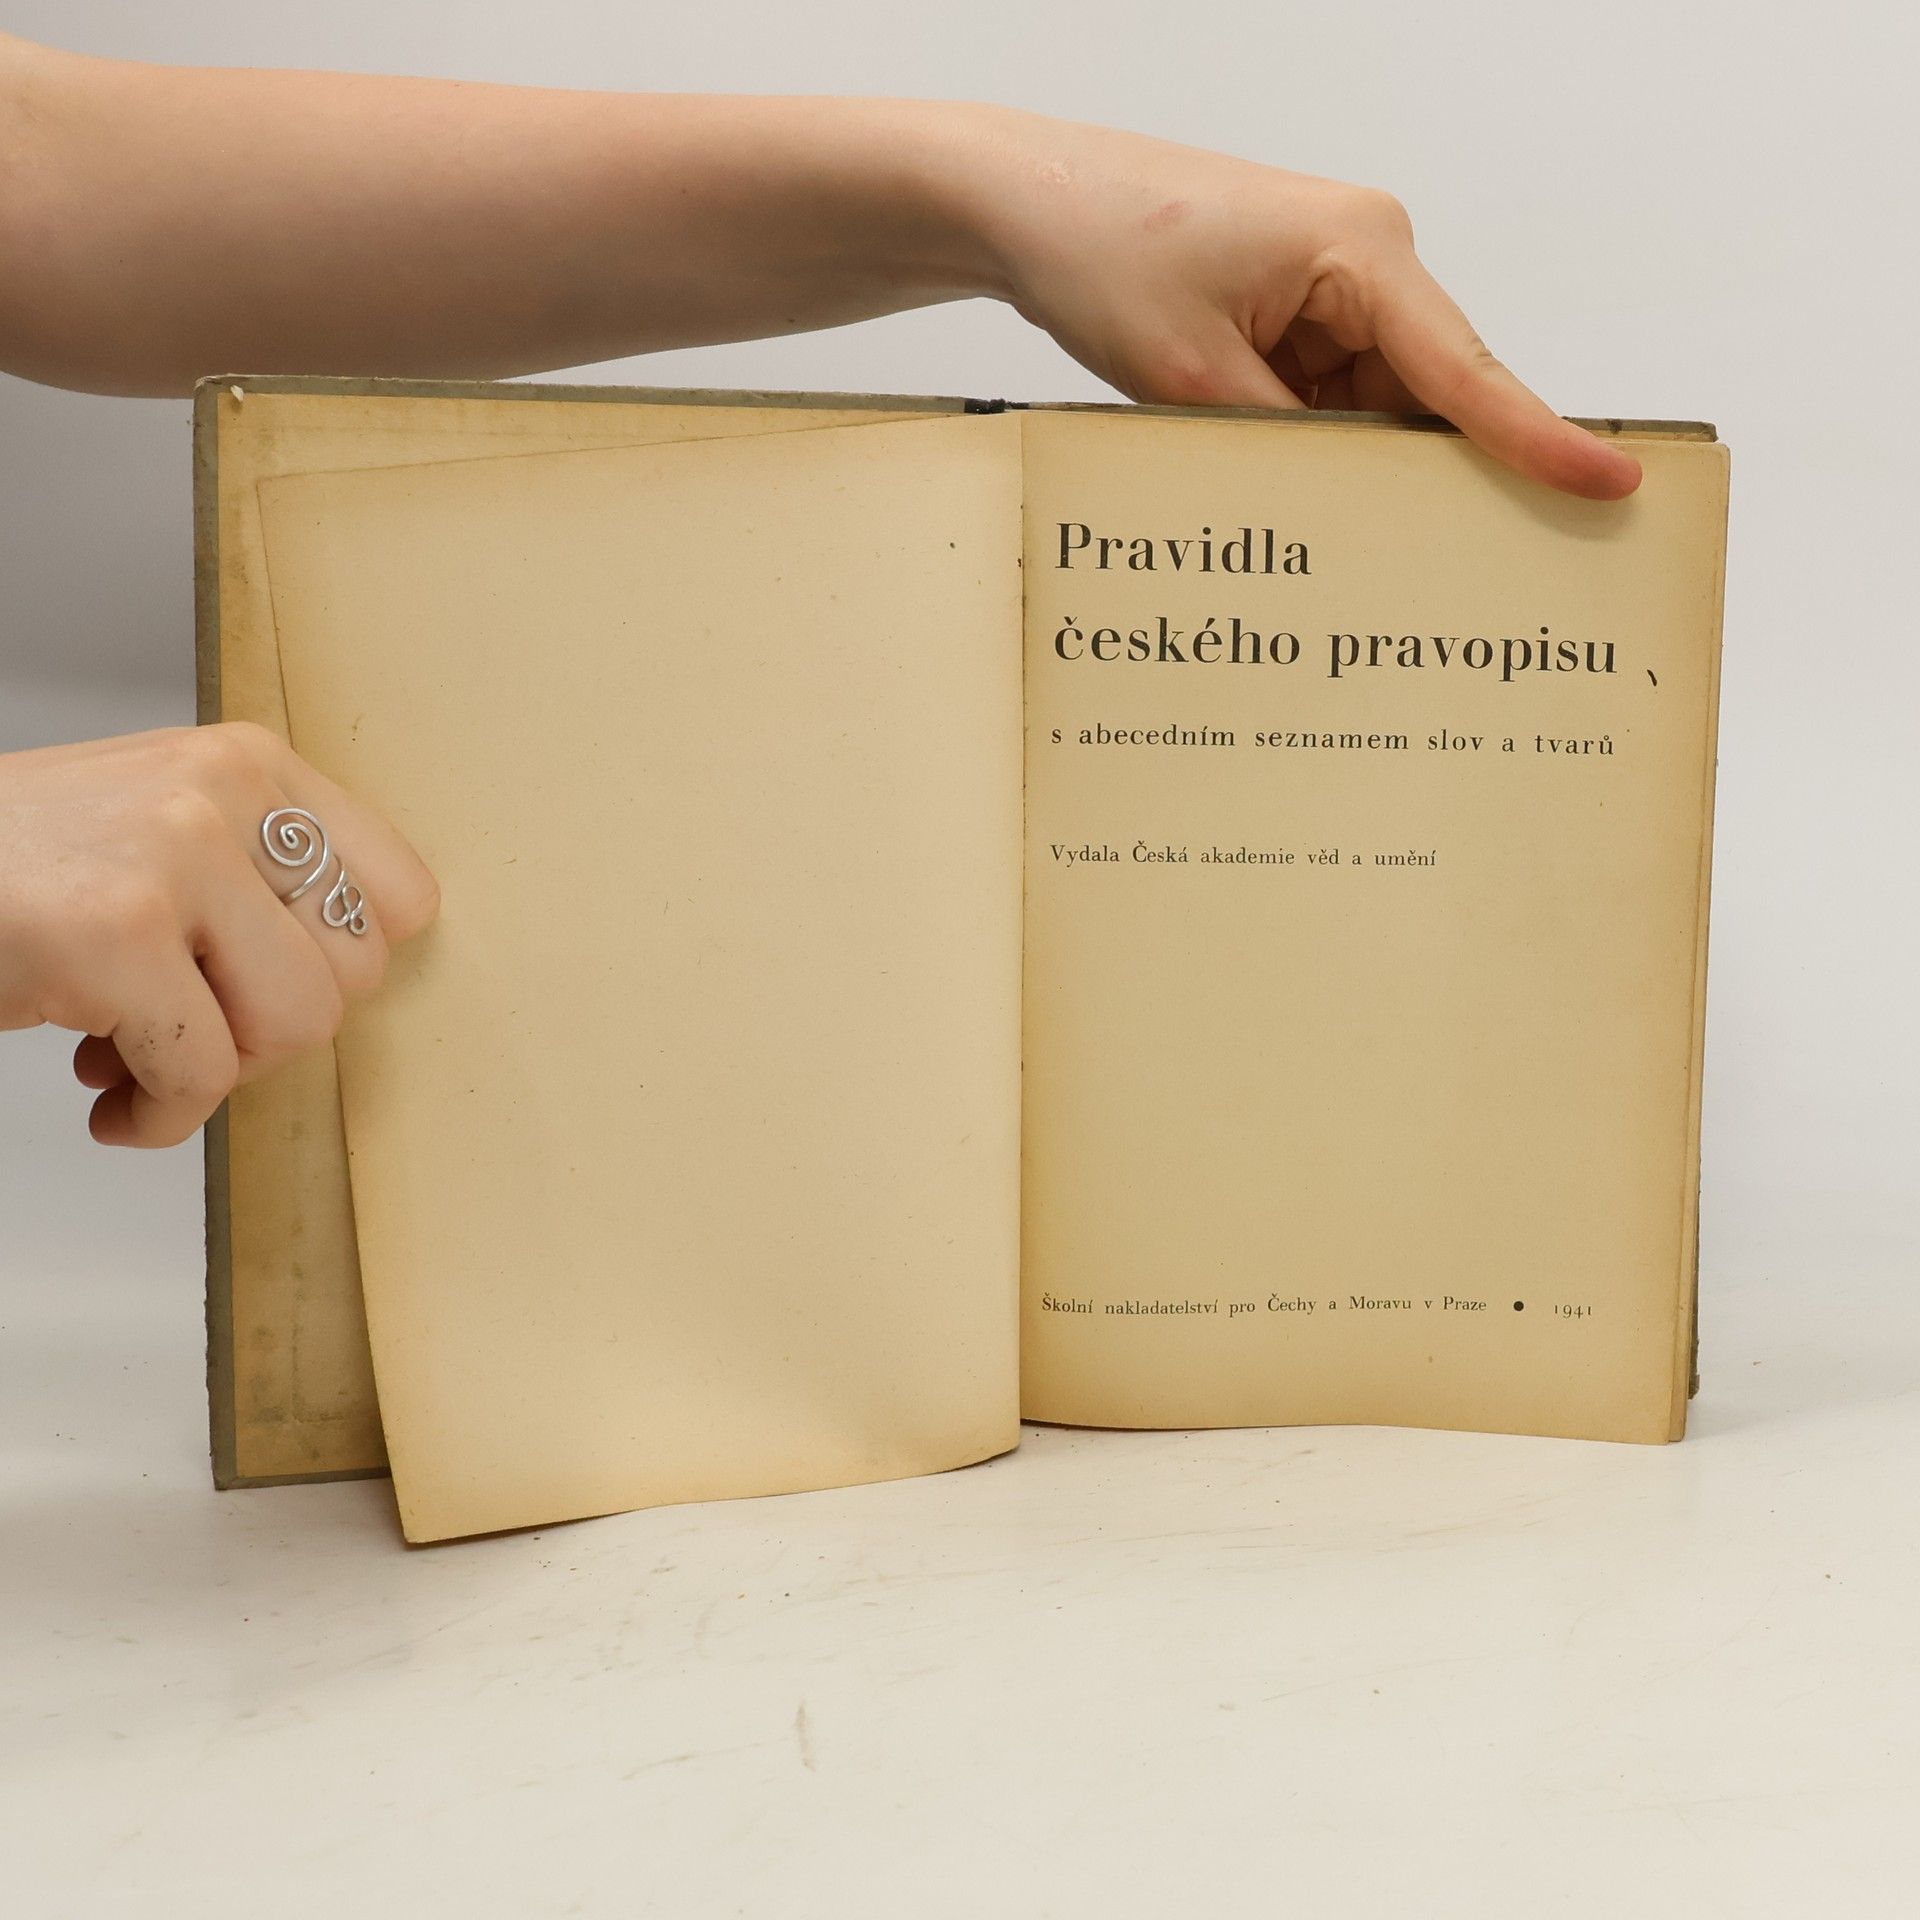 Pravidla
českého pravopisu
s abecedním seznamem slov a tvarů
Vydala Česká akademie věd a umění
Školní nakladatelství pro Čechy a Moravu v Praze ● 1941